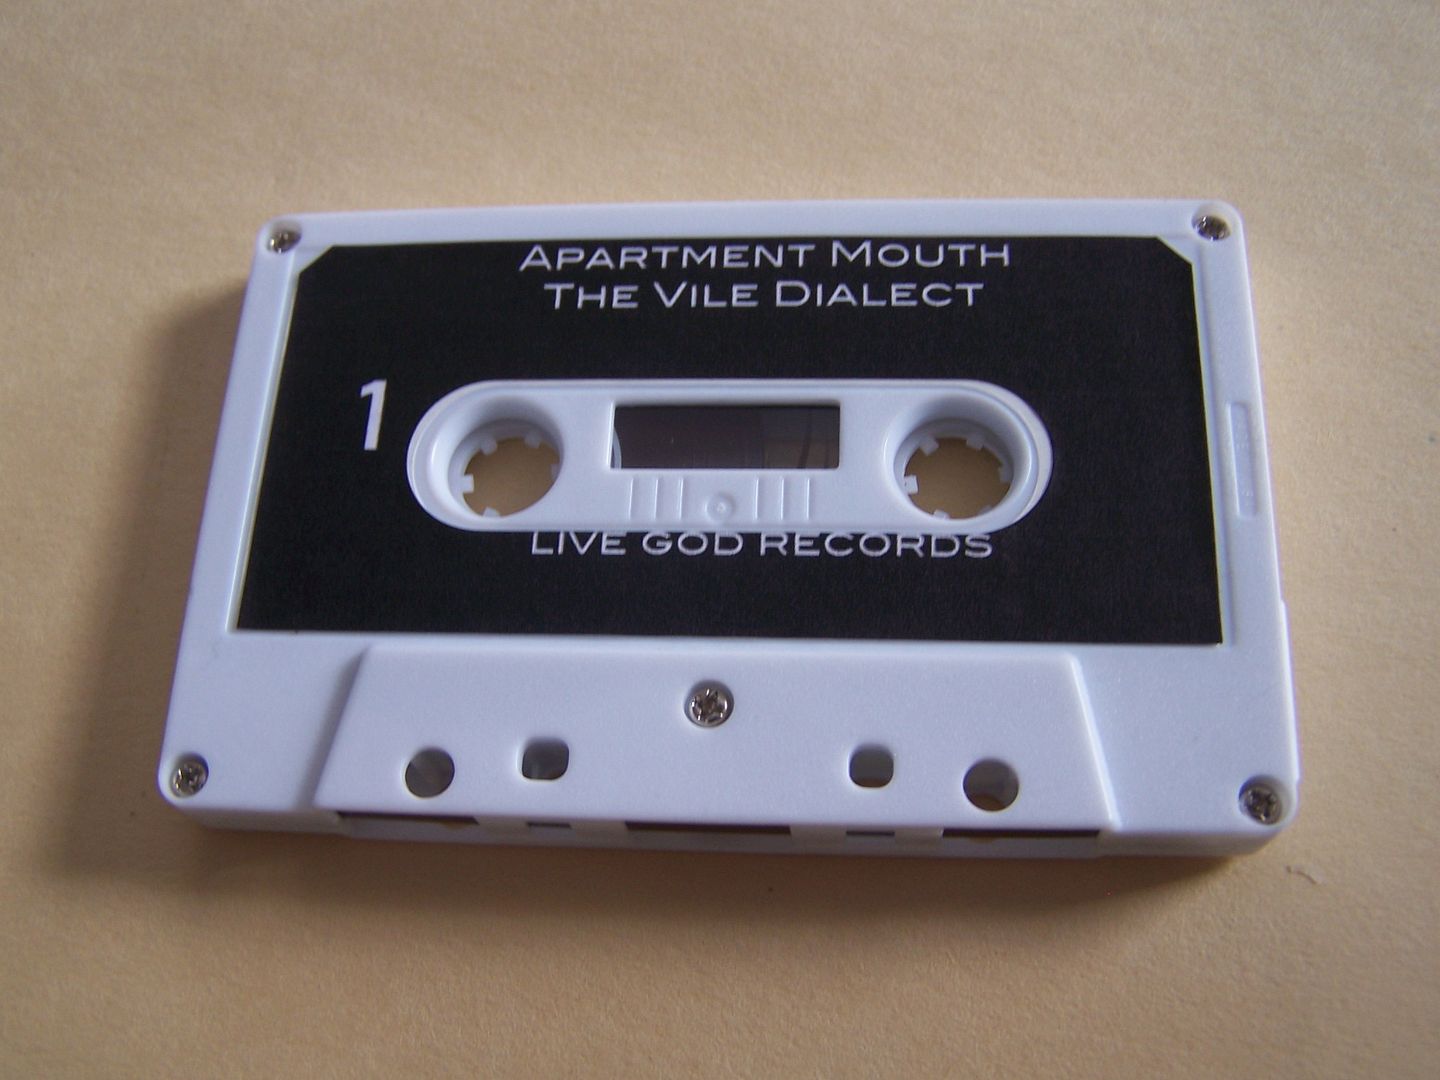 Apartment Mouth
The Vile Dialect
1
LIVE GOD RECORDS